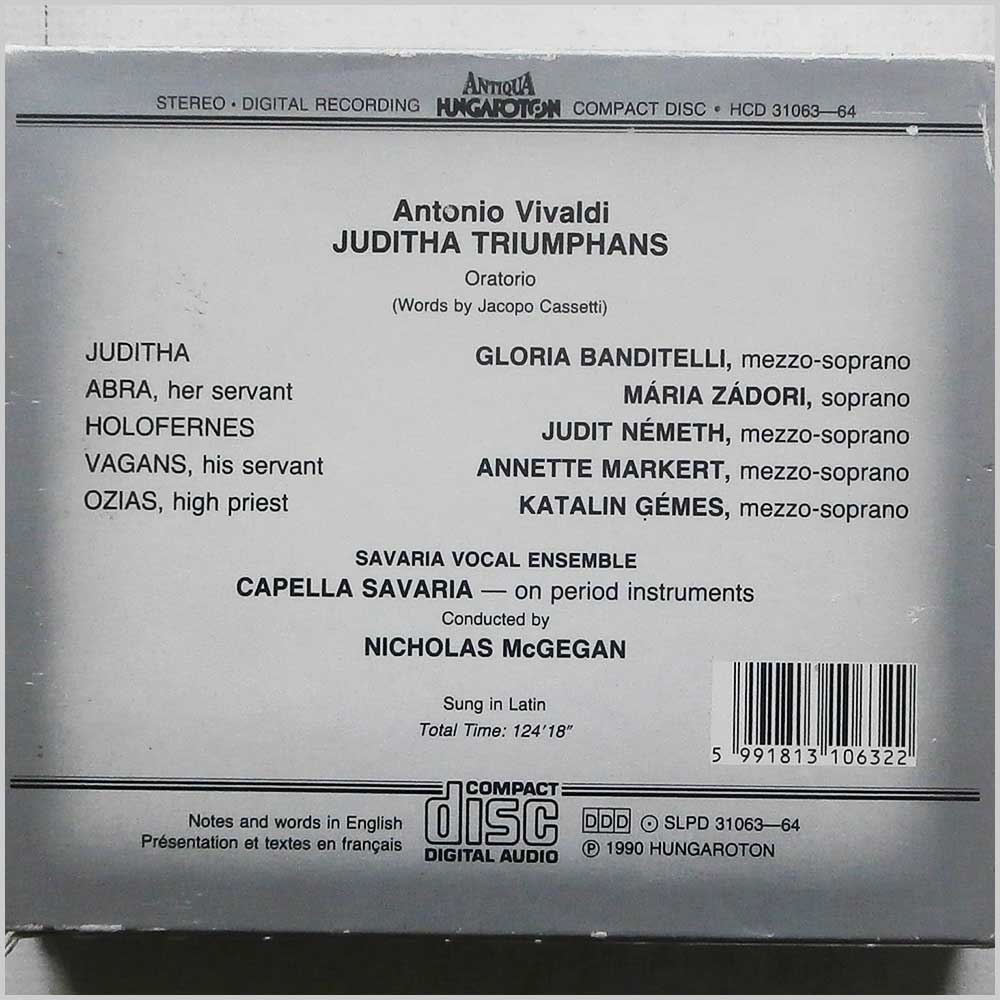 ANTIQUA
STEREO • DIGITAL RECORDING HUNGAROTON COMPACT DISC • HCD 31063—64
Antonio Vivaldi
JUDITHA TRIUMPHANS
Oratorio
(Words by Jacopo Cassetti)
JUDITHA GLORIA BANDITELLI, mezzo-soprano
ABRA, her servant MÁRIA ZÁDORI, soprano
HOLOFERNES JUDIT NÉMETH, mezzo-soprano
VAGANS, his servant ANNETTE MARKERT, mezzo-soprano
OZIAS, high priest KATALIN GÉMES, mezzo-soprano
SAVARIA VOCAL ENSEMBLE
CAPELLA SAVARIA — on period instruments
Conducted by
NICHOLAS McGEGAN
Sung in Latin
Total Time: 124'18"
5 991813 106322
Notes and words in English
Présentation et textes en français
COMPACT
disc
DIGITAL AUDIO
DDD SLPD 31063—64
℗ 1990 HUNGAROTON